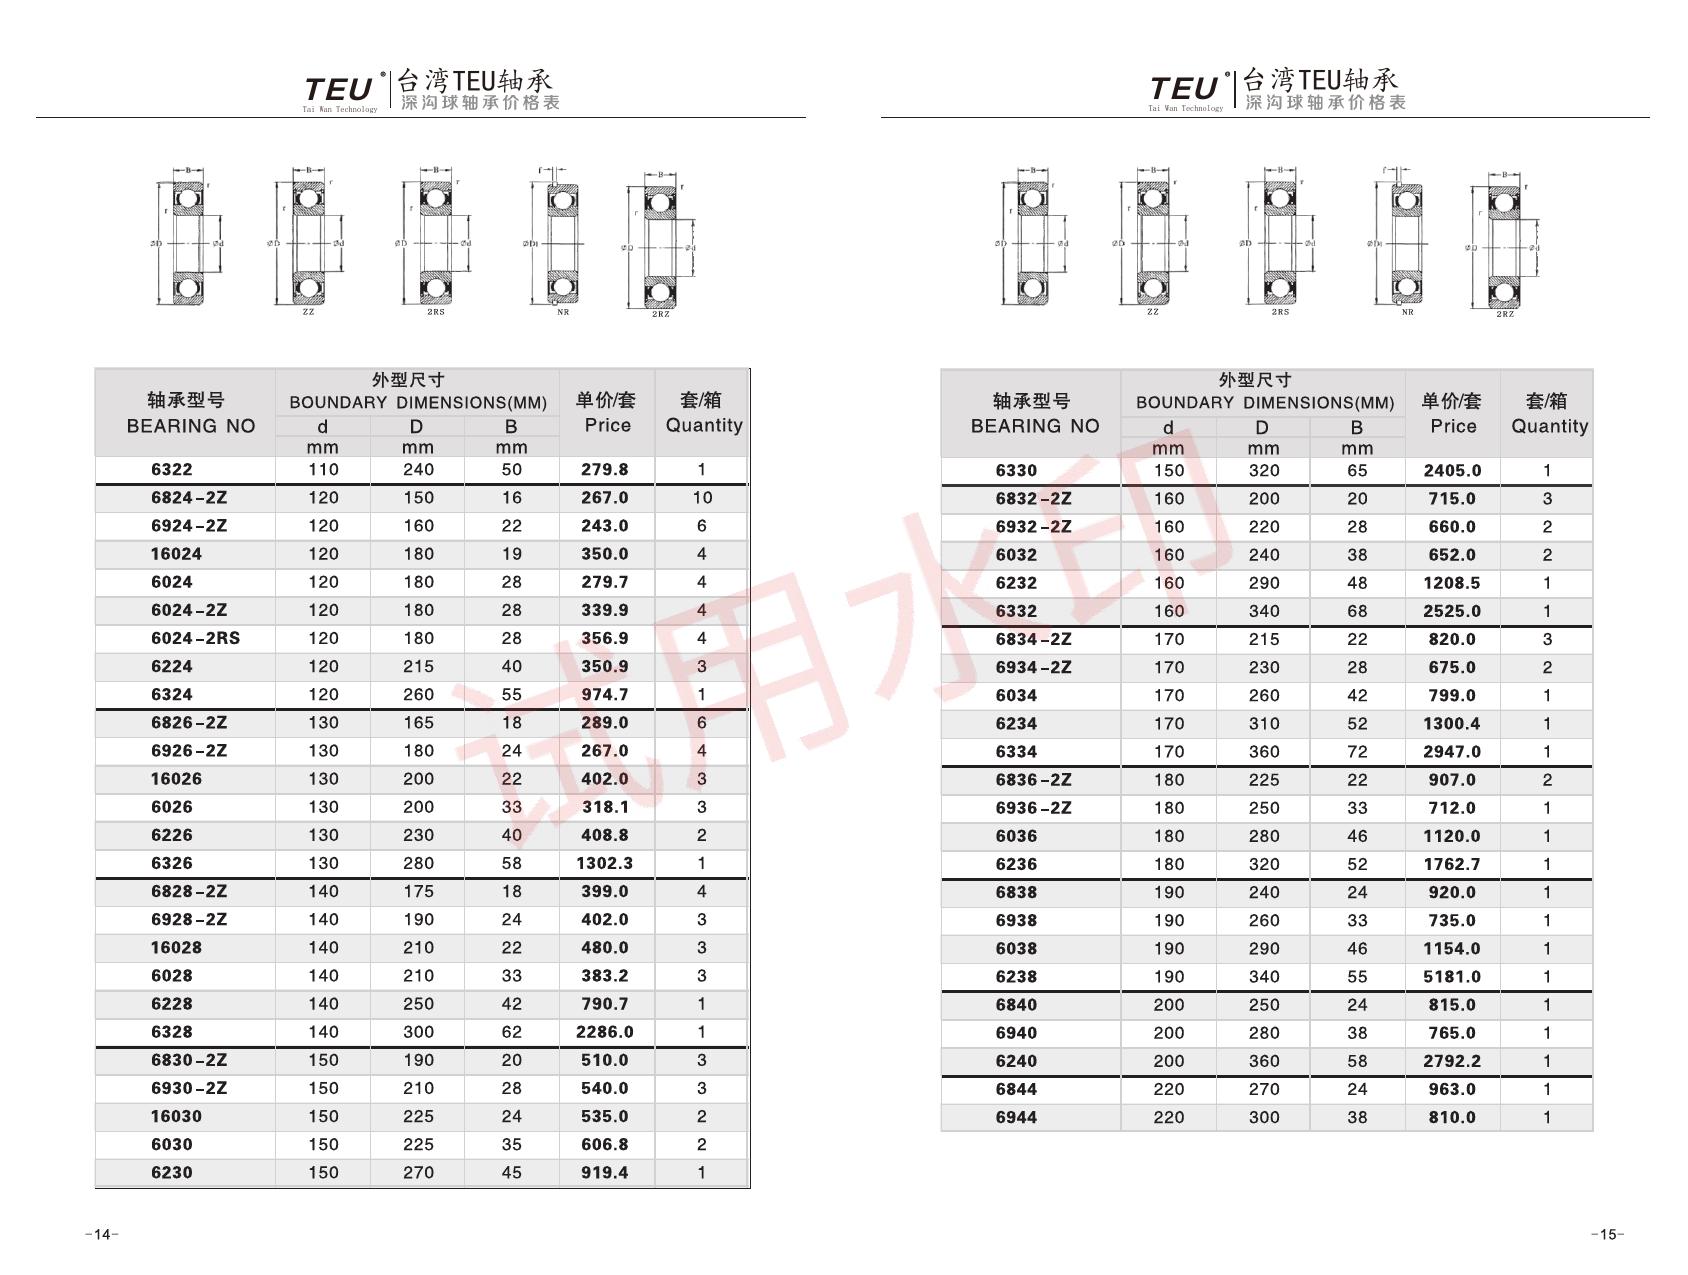 TEU® 台湾TEU轴承
Tai Wan Technology 深沟球轴承价格表
B B B f B
r r r r
r r r r
ØD Ød ØD Ød ØD Ød ØD1 ØD Ød
ZZ 2RS NR 2RZ
轴承型号 外型尺寸 单价/套 套/箱
BEARING NO BOUNDARY DIMENSIONS(MM) Price Quantity
d D B
mm mm mm
6322 110 240 50 279.8 1
6824-2Z 120 150 16 267.0 10
6924-2Z 120 160 22 243.0 6
16024 120 180 19 350.0 4
6024 120 180 28 279.7 4
6024-2Z 120 180 28 339.9 4
6024-2RS 120 180 28 356.9 4
6224 120 215 40 350.9 3
6324 120 260 55 974.7 1
6826-2Z 130 165 18 289.0 6
6926-2Z 130 180 24 267.0 4
16026 130 200 22 402.0 3
6026 130 200 33 318.1 3
6226 130 230 40 408.8 2
6326 130 280 58 1302.3 1
6828-2Z 140 175 18 399.0 4
6928-2Z 140 190 24 402.0 3
16028 140 210 22 480.0 3
6028 140 210 33 383.2 3
6228 140 250 42 790.7 1
6328 140 300 62 2286.0 1
6830-2Z 150 190 20 510.0 3
6930-2Z 150 210 28 540.0 3
16030 150 225 24 535.0 2
6030 150 225 35 606.8 2
6230 150 270 45 919.4 1
-14-
TEU® 台湾TEU轴承
Tai Wan Technology 深沟球轴承价格表
B B B f B
r r r r
r r r r
ØD Ød ØD Ød ØD Ød ØD1 ØD Ød
ZZ 2RS NR 2RZ
轴承型号 外型尺寸 单价/套 套/箱
BEARING NO BOUNDARY DIMENSIONS(MM) Price Quantity
d D B
mm mm mm
6330 150 320 65 2405.0 1
6832-2Z 160 200 20 715.0 3
6932-2Z 160 220 28 660.0 2
6032 160 240 38 652.0 2
6232 160 290 48 1208.5 1
6332 160 340 68 2525.0 1
6834-2Z 170 215 22 820.0 3
6934-2Z 170 230 28 675.0 2
6034 170 260 42 799.0 1
6234 170 310 52 1300.4 1
6334 170 360 72 2947.0 1
6836-2Z 180 225 22 907.0 2
6936-2Z 180 250 33 712.0 1
6036 180 280 46 1120.0 1
6236 180 320 52 1762.7 1
6838 190 240 24 920.0 1
6938 190 260 33 735.0 1
6038 190 290 46 1154.0 1
6238 190 340 55 5181.0 1
6840 200 250 24 815.0 1
6940 200 280 38 765.0 1
6240 200 360 58 2792.2 1
6844 220 270 24 963.0 1
6944 220 300 38 810.0 1
-15-
试用水印